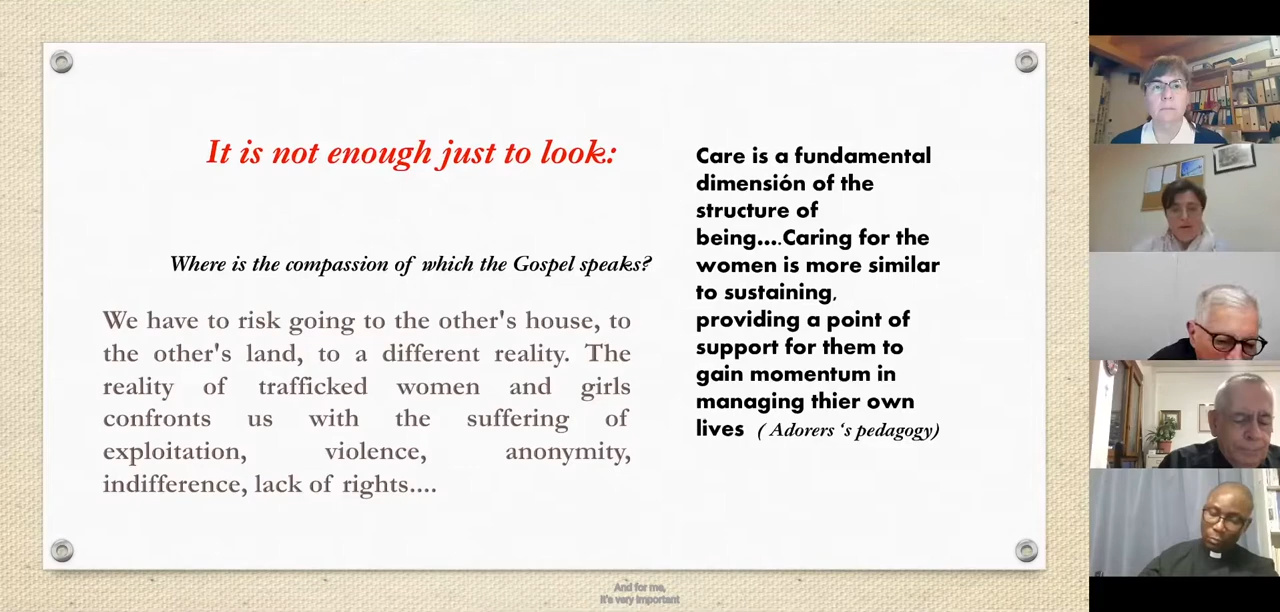 It is not enough just to look:
Where is the compassion of which the Gospel speaks?
We have to risk going to the other's house, to
the other's land, to a different reality. The
reality of trafficked women and girls
confronts us with the suffering of
exploitation, violence, anonymity,
indifference, lack of rights....
Care is a fundamental
dimensión of the
structure of
being....Caring for the
women is more similar
to sustaining,
providing a point of
support for them to
gain momentum in
managing thier own
lives ( Adorers ‘s pedagogy)
And for me,
it's very important